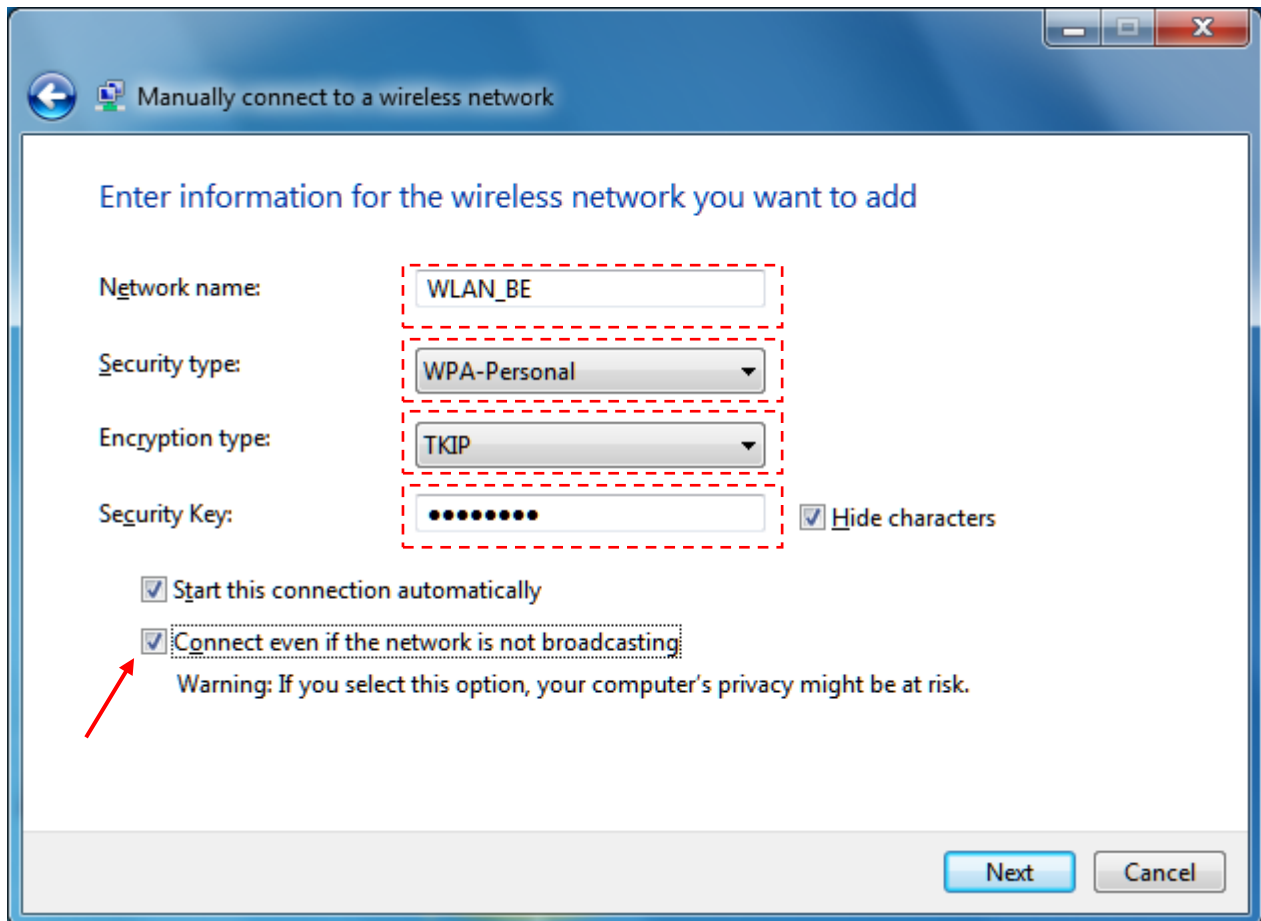 Manually connect to a wireless network
Enter information for the wireless network you want to add
Network name:
WLAN_BE
Security type:
WPA-Personal
Encryption type:
TKIP
Security Key:
●●●●●●●●
Hide characters
Start this connection automatically
Connect even if the network is not broadcasting
Warning: If you select this option, your computer's privacy might be at risk.
Next
Cancel